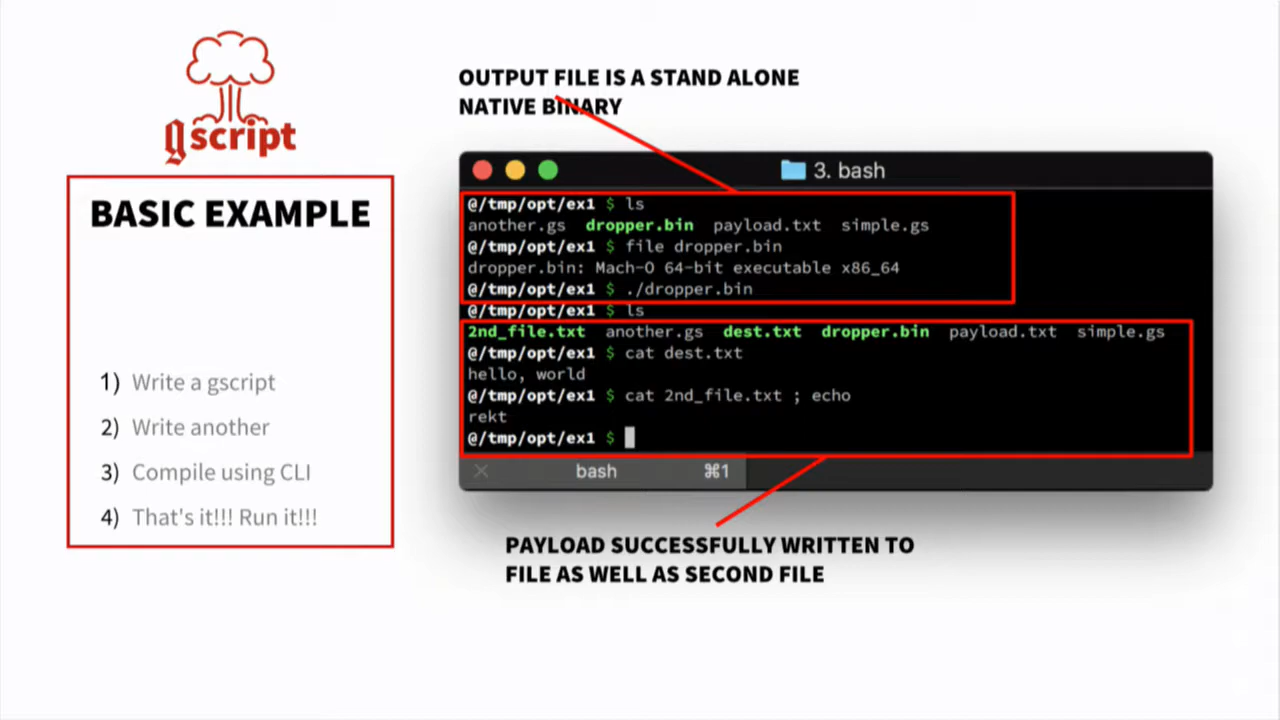 gscript
BASIC EXAMPLE
1) Write a gscript
2) Write another
3) Compile using CLI
4) That's it!!! Run it!!!
OUTPUT FILE IS A STAND ALONE
NATIVE BINARY
3. bash
@/tmp/opt/ex1 $ ls
another.gs dropper.bin payload.txt simple.gs
@/tmp/opt/ex1 $ file dropper.bin
dropper.bin: Mach-O 64-bit executable x86_64
@/tmp/opt/ex1 $ ./dropper.bin
@/tmp/opt/ex1 $ ls
2nd_file.txt another.gs dest.txt dropper.bin payload.txt simple.gs
@/tmp/opt/ex1 $ cat dest.txt
hello, world
@/tmp/opt/ex1 $ cat 2nd_file.txt ; echo
rekt
@/tmp/opt/ex1 $
bash ⌘1
PAYLOAD SUCCESSFULLY WRITTEN TO
FILE AS WELL AS SECOND FILE